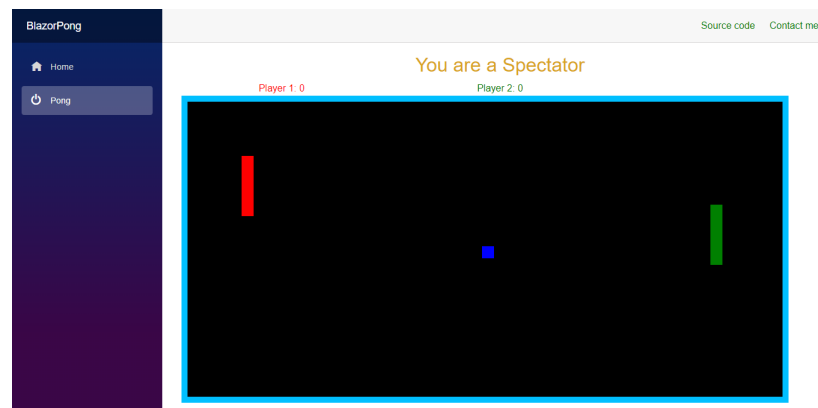 BlazorPong
Source code Contact me
Home
Pong
You are a Spectator
Player 1: 0 Player 2: 0